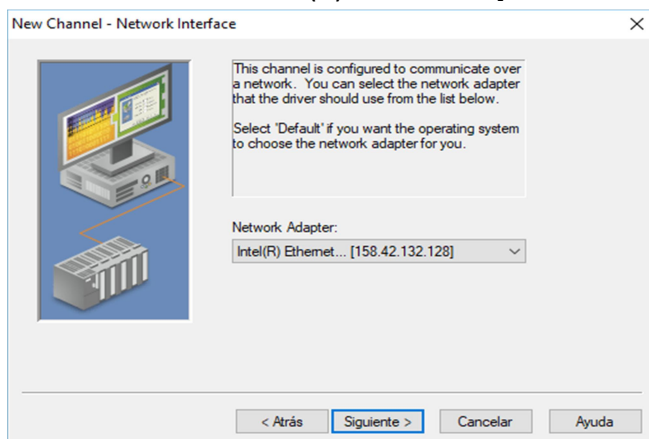 New Channel - Network Interface
This channel is configured to communicate over
a network. You can select the network adapter
that the driver should use from the list below.
Select 'Default' if you want the operating system
to choose the network adapter for you.
Network Adapter:
Intel(R) Ethernet... [158.42.132.128]
< Atrás Siguiente > Cancelar Ayuda